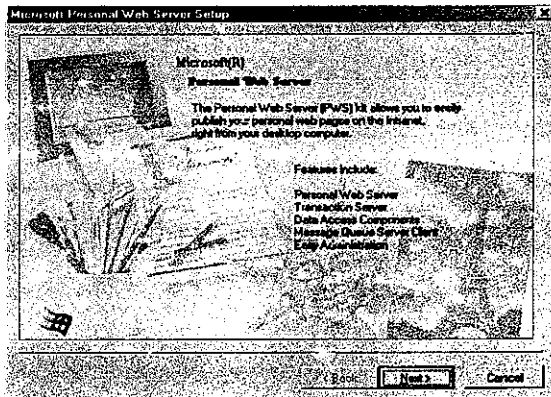 Microsoft Personal Web Server Setup
Microsoft(R)
Personal Web Server
The Personal Web Server (PWS) kit allows you to easily
publish your personal web pages on the intranet,
right from your desktop computer.
Features Include:
Personal Web Server
Transaction Server
Data Access Components
Message Queue Server Client
Easy Administration
Back
Next >
Cancel